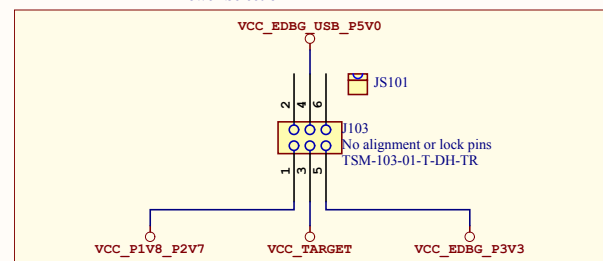 VCC_EDBG_USB_P5V0
JS101
2
4
6
J103
No alignment or lock pins
TSM-103-01-T-DH-TR
1
3
5
VCC_P1V8_P2V7
VCC_TARGET
VCC_EDBG_P3V3